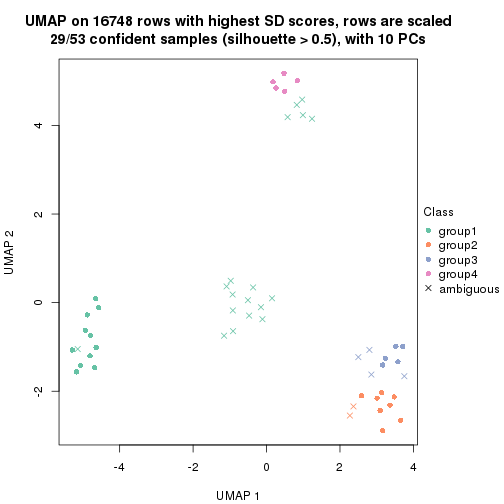 UMAP on 16748 rows with highest SD scores, rows are scaled
29/53 confident samples (silhouette > 0.5), with 10 PCs
UMAP 2
4
2
0
-2
-4
-2
0
2
4
UMAP 1
Class
group1
group2
group3
group4
ambiguous